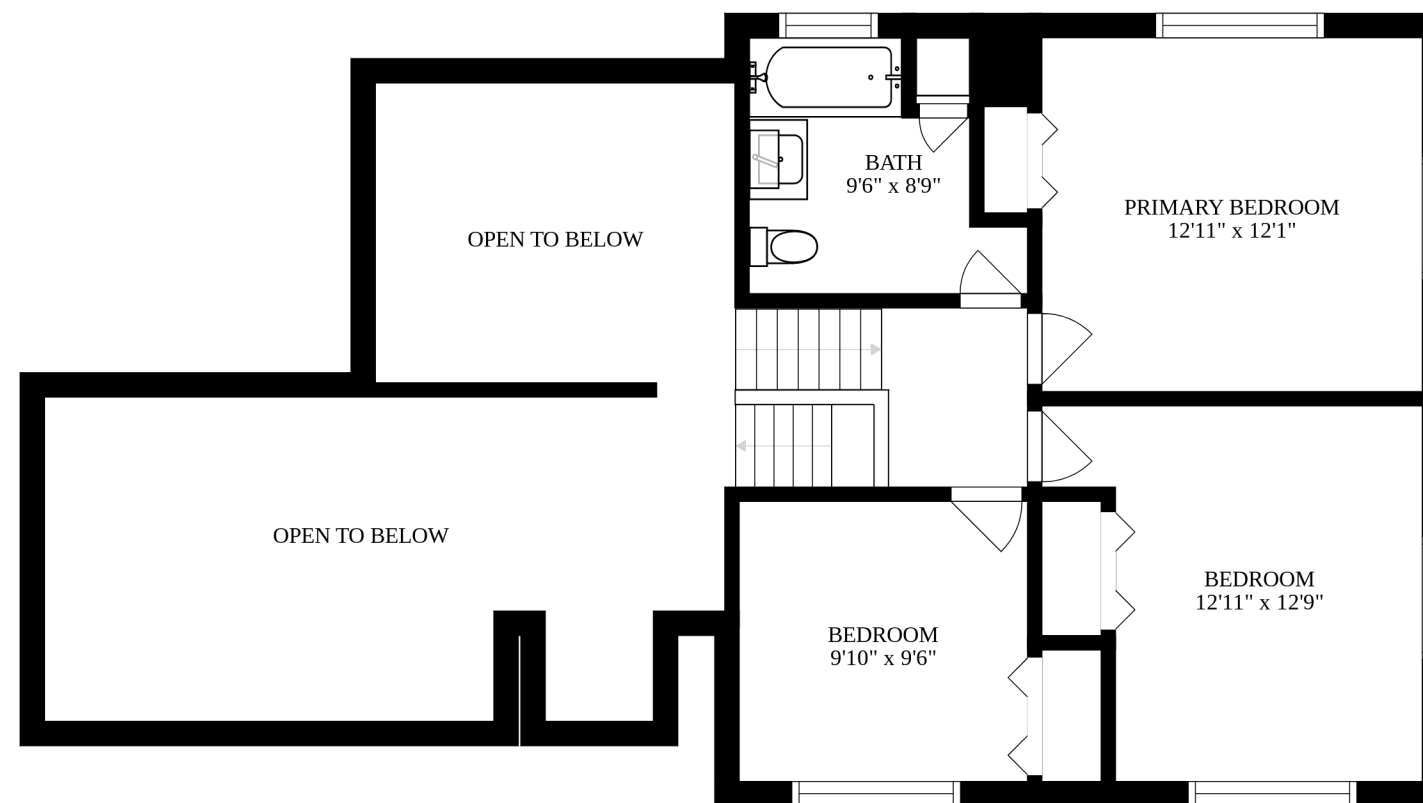 BATH
9'6" x 8'9"
PRIMARY BEDROOM
12'11" x 12'1"
OPEN TO BELOW
OPEN TO BELOW
BEDROOM
12'11" x 12'9"
BEDROOM
9'10" x 9'6"